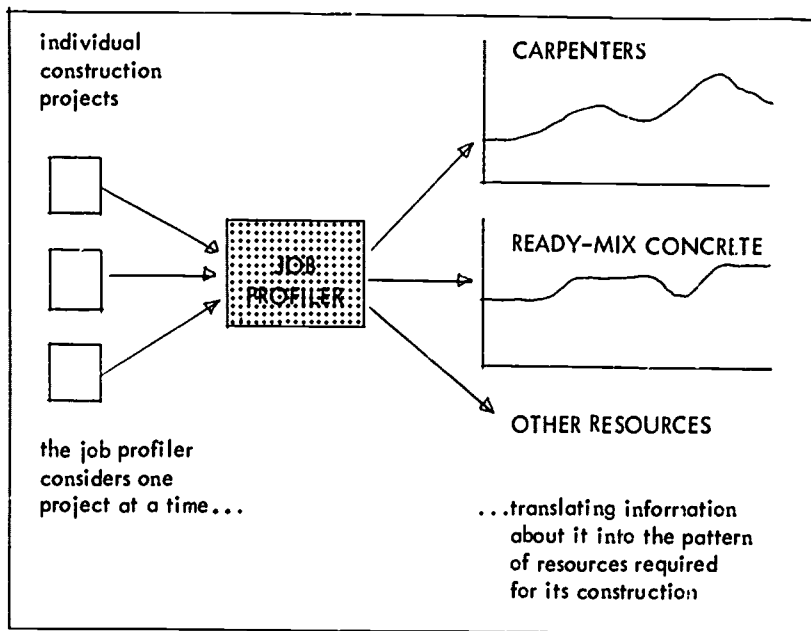 individual
construction
projects
CARPENTERS
READY-MIX CONCRETE
JOB
PROFILER
OTHER RESOURCES
the job profiler
considers one
project at a time...
...translating information
about it into the pattern
of resources required
for its construction